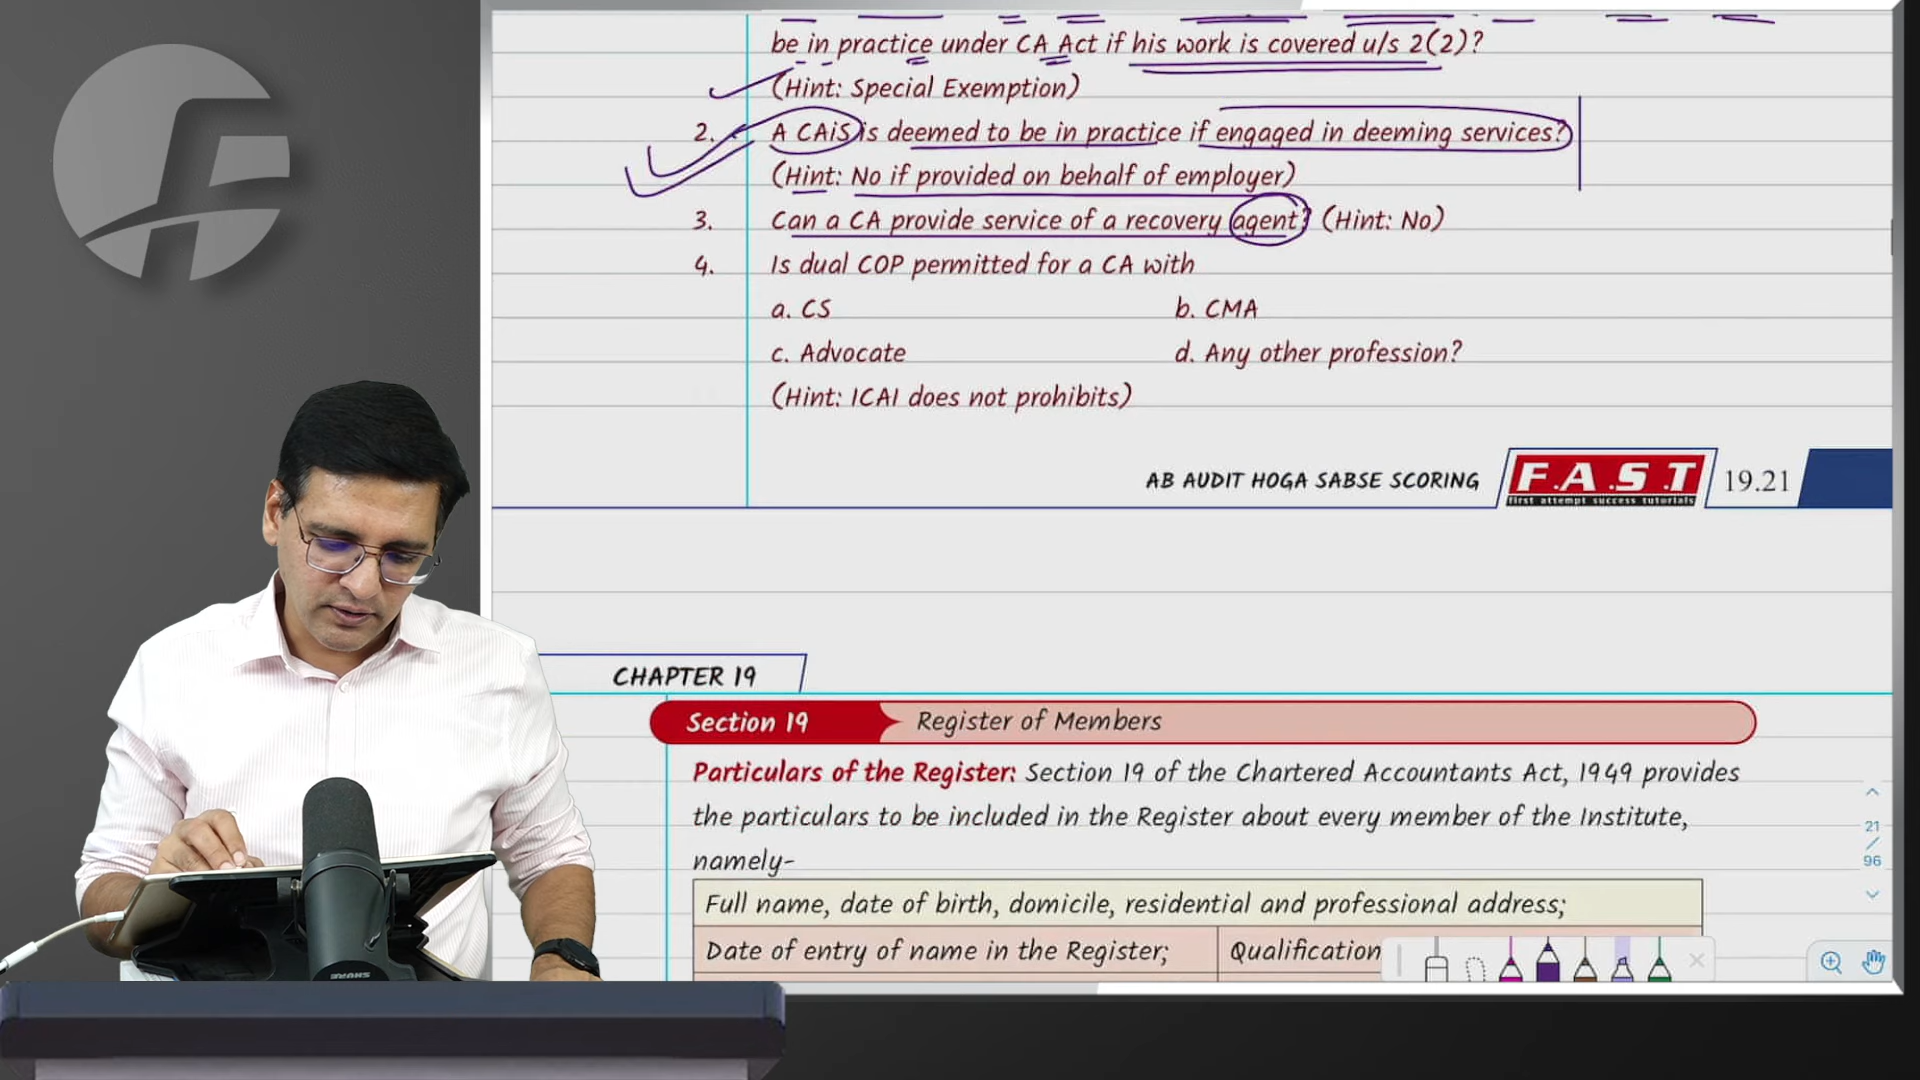 be in practice under CA Act if his work is covered u/s 2(2)?
(Hint: Special Exemption)
2. A CAiS is deemed to be in practice if engaged in deeming services?
(Hint: No if provided on behalf of employer)
3. Can a CA provide service of a recovery agent? (Hint: No)
4. Is dual COP permitted for a CA with
a. CS b. CMA
c. Advocate d. Any other profession?
(Hint: ICAI does not prohibits)
AB AUDIT HOGA SABSE SCORING F.A.S.T 19.21
first attempt success tutorials
CHAPTER 19
Section 19 Register of Members
Particulars of the Register: Section 19 of the Chartered Accountants Act, 1949 provides
the particulars to be included in the Register about every member of the Institute,
namely-
Full name, date of birth, domicile, residential and professional address;
Date of entry of name in the Register; Qualification
21
/
96
SHURE